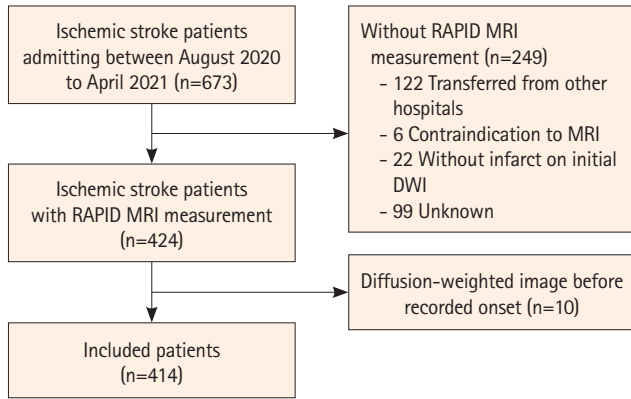 Ischemic stroke patients
admitting between August 2020
to April 2021 (n=673)
Without RAPID MRI
measurement (n=249)
- 122 Transferred from other
hospitals
- 6 Contraindication to MRI
- 22 Without infarct on initial
DWI
- 99 Unknown
Ischemic stroke patients
with RAPID MRI measurement
(n=424)
Diffusion-weighted image before
recorded onset (n=10)
Included patients
(n=414)